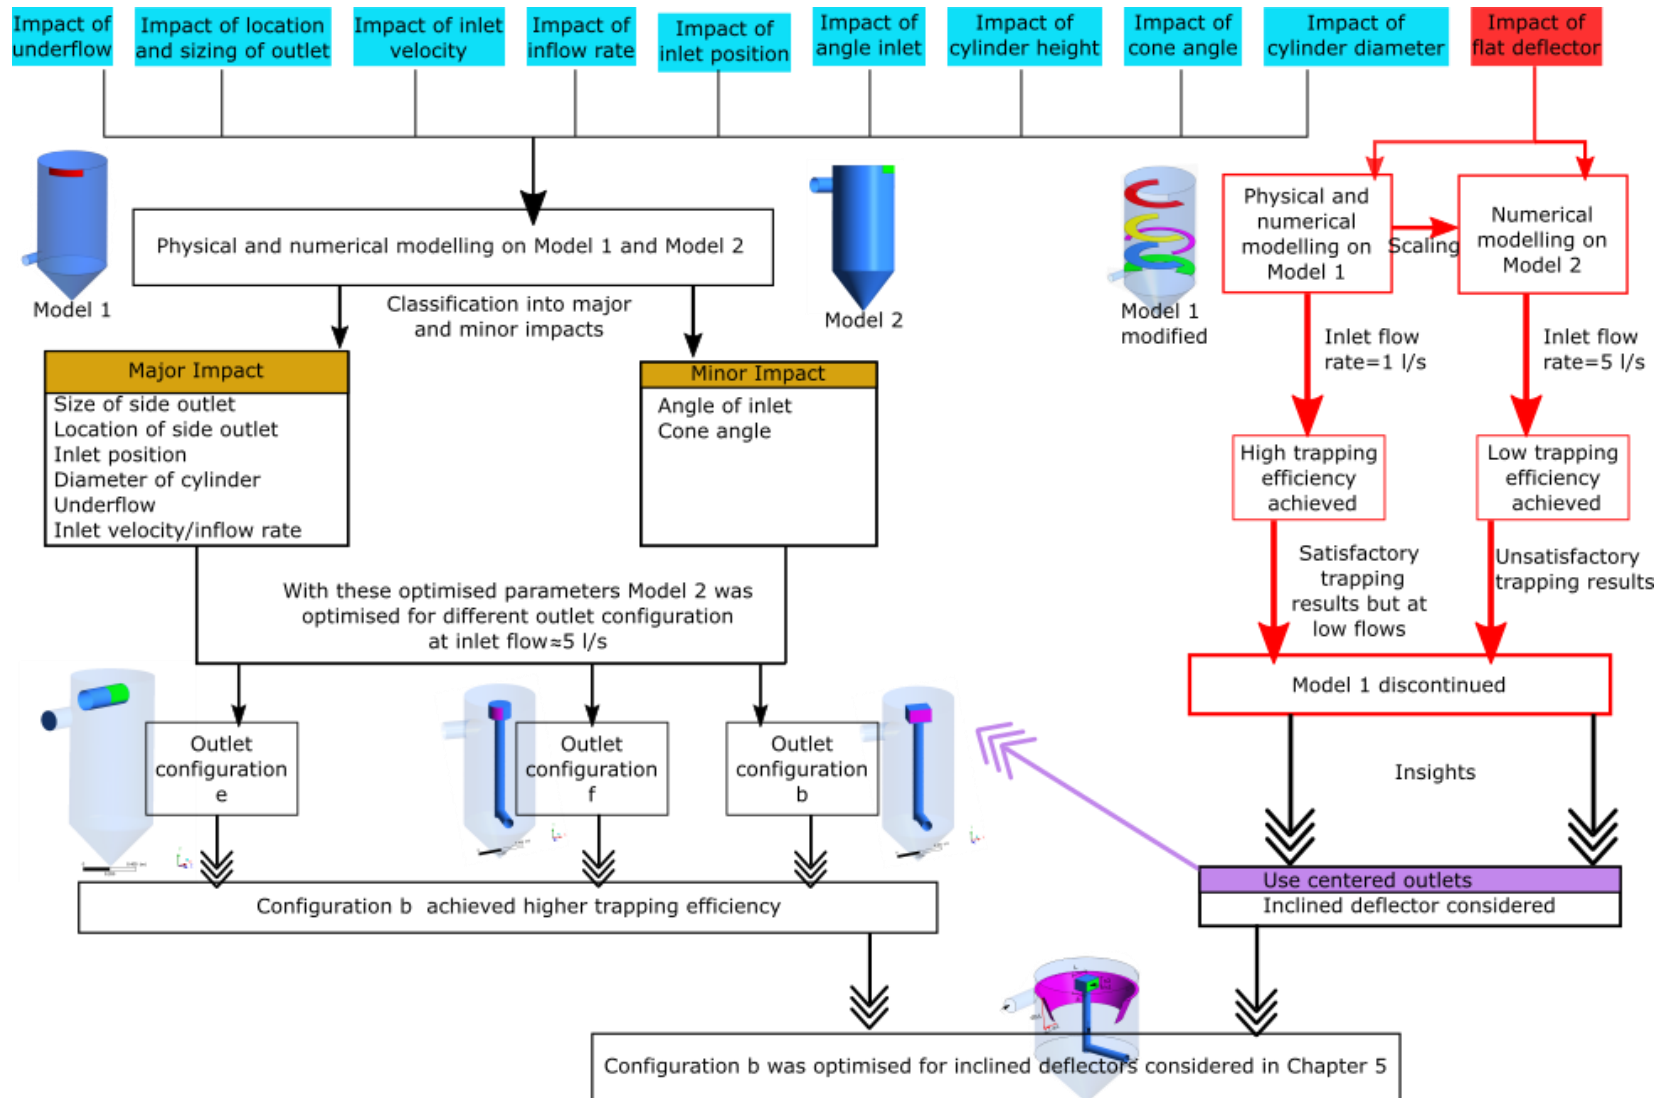 Impact of
underflow
Impact of location
and sizing of outlet
Impact of inlet
velocity
Impact of
inflow rate
Impact of
inlet position
Impact of
angle inlet
Impact of
cylinder height
Impact of
cone angle
Impact of
cylinder diameter
Impact of
flat deflector
Model 1
Physical and numerical modelling on Model 1 and Model 2
Model 2
Classification into major
and minor impacts
Major Impact
Size of side outlet
Location of side outlet
Inlet position
Diameter of cylinder
Underflow
Inlet velocity/inflow rate
Minor Impact
Angle of inlet
Cone angle
With these optimised parameters Model 2 was
optimised for different outlet configuration
at inlet flow≈5 l/s
Outlet
configuration
e
Outlet
configuration
f
Outlet
configuration
b
Configuration b achieved higher trapping efficiency
Model 1
modified
Physical and
numerical
modelling on
Model 1
Scaling
Numerical
modelling on
Model 2
Inlet flow
rate=1 l/s
Inlet flow
rate=5 l/s
High trapping
efficiency
achieved
Low trapping
efficiency
achieved
Satisfactory
trapping
results but at
low flows
Unsatisfactory
trapping results
Model 1 discontinued
Insights
Use centered outlets
Inclined deflector considered
Configuration b was optimised for inclined deflectors considered in Chapter 5